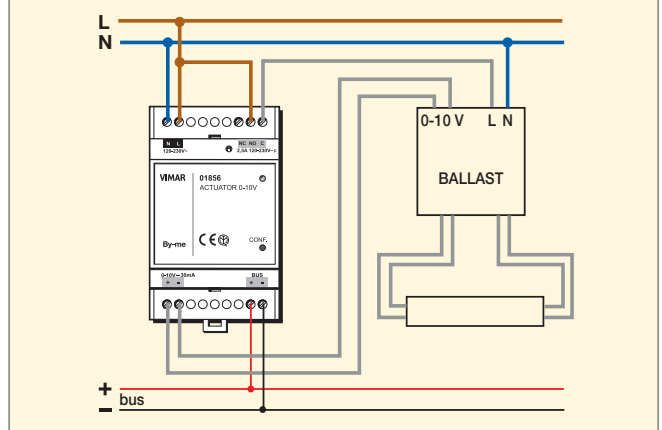 L
N
N L
NC NO C
120-230V~
2,5A 120-230V~
0-10 V L N
VIMAR
01856
ACTUATOR 0-10V
BALLAST
By-me
CE
CONF.
0-10V 30mA
BUS
+ - + -
+
bus
-